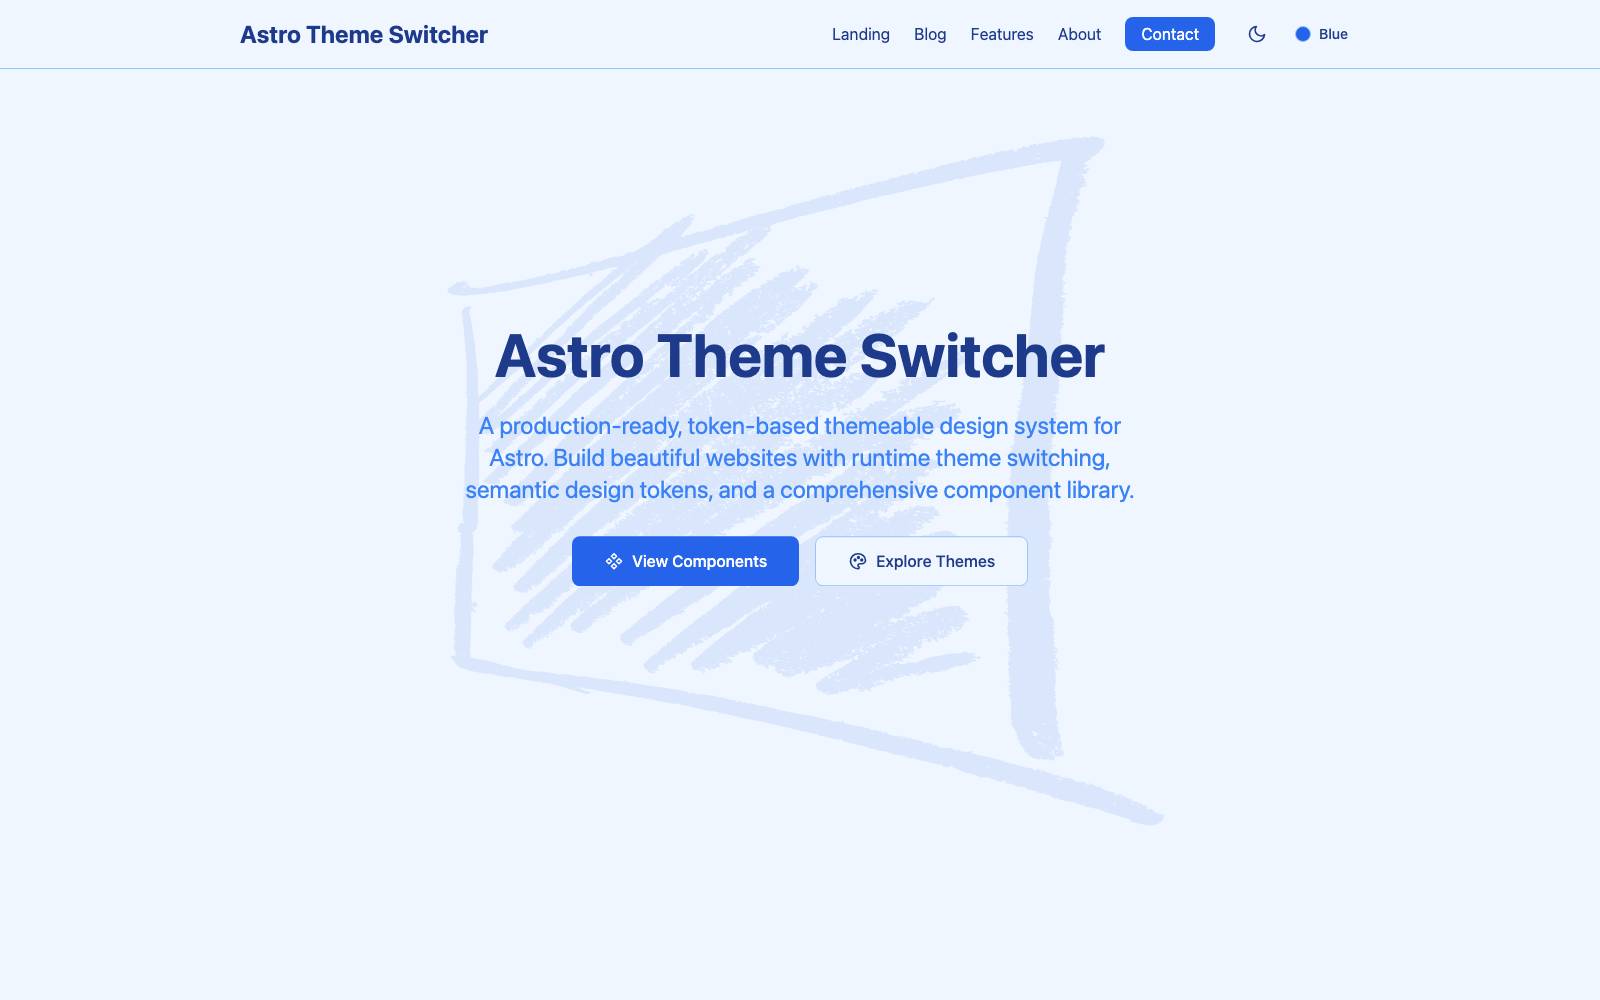 Astro Theme Switcher
Landing
Blog
Features
About
Contact
Blue
Astro Theme Switcher
A production-ready, token-based themeable design system for
Astro. Build beautiful websites with runtime theme switching,
semantic design tokens, and a comprehensive component library.
View Components
Explore Themes